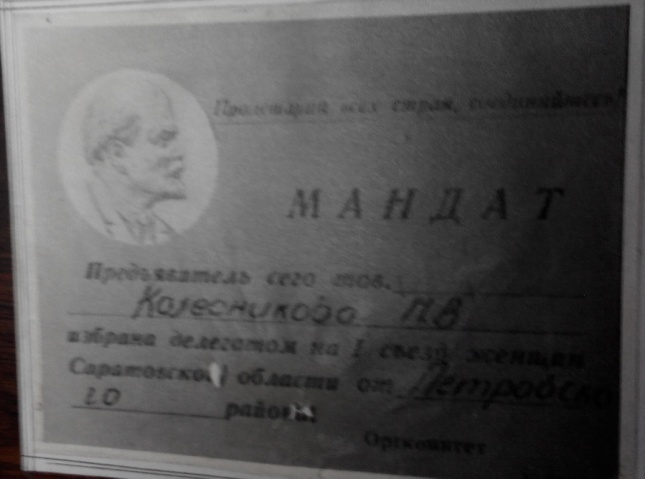 Пролетарии всех стран, соединяйтесь!
МАНДАТ
Предъявитель сего тов.
Колесникова П.В
избрана делегатом на I съезд женщин
Саратовской области от Петровско
го района
Оргкомитет